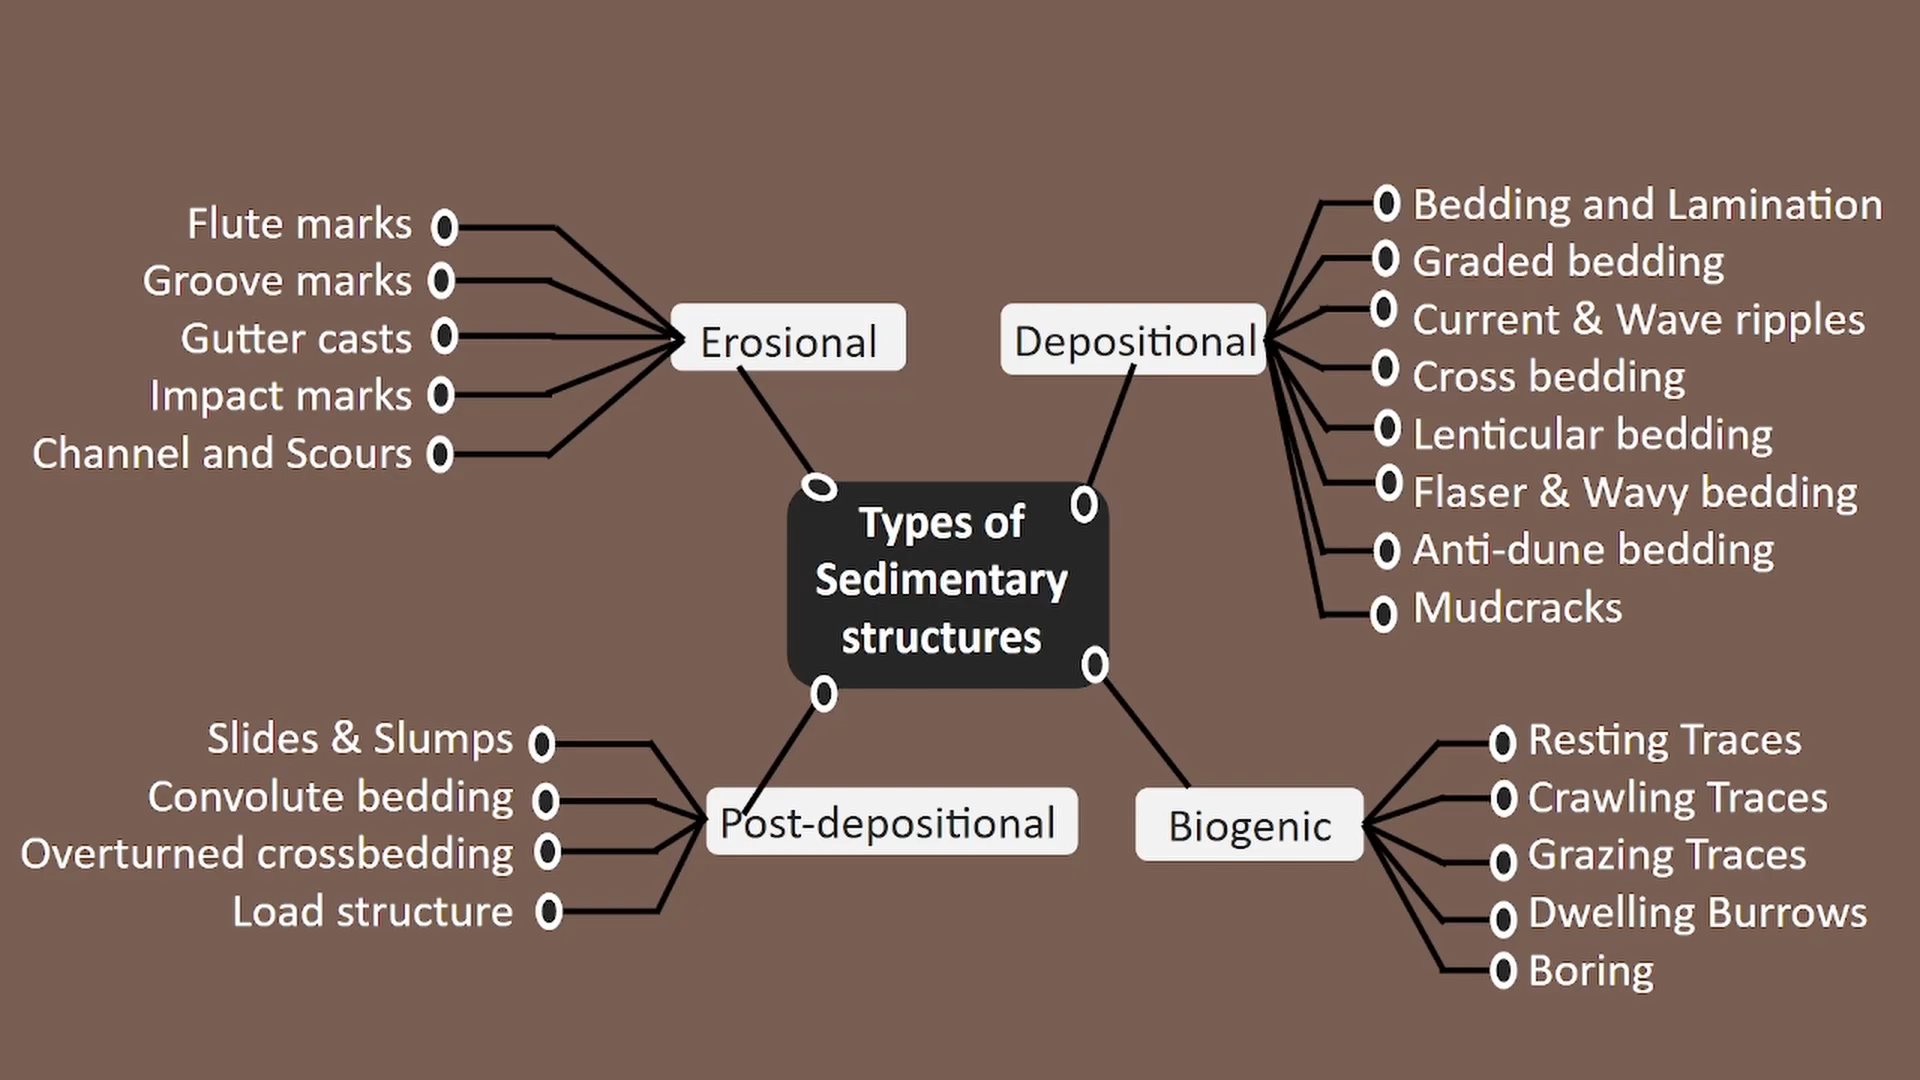 Flute marks
Groove marks
Gutter casts
Impact marks
Channel and Scours
Erosional
Depositional
Bedding and Lamination
Graded bedding
Current & Wave ripples
Cross bedding
Lenticular bedding
Flaser & Wavy bedding
Anti-dune bedding
Mudcracks
Types of
Sedimentary
structures
Slides & Slumps
Convolute bedding
Overturned crossbedding
Load structure
Post-depositional
Biogenic
Resting Traces
Crawling Traces
Grazing Traces
Dwelling Burrows
Boring